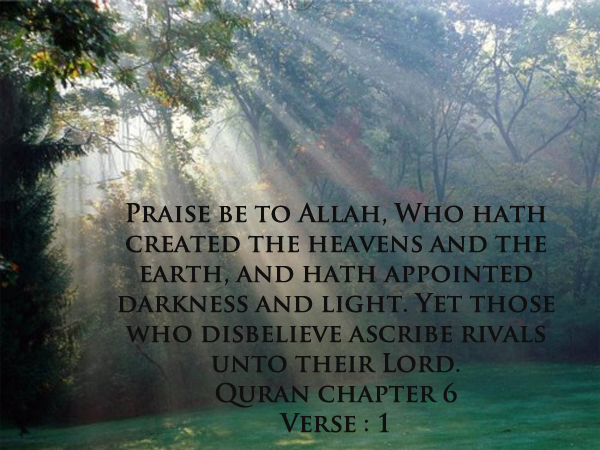 Praise be to Allah, Who hath
created the heavens and the
earth, and hath appointed
darkness and light. Yet those
who disbelieve ascribe rivals
unto their Lord.
Quran chapter 6
Verse : 1